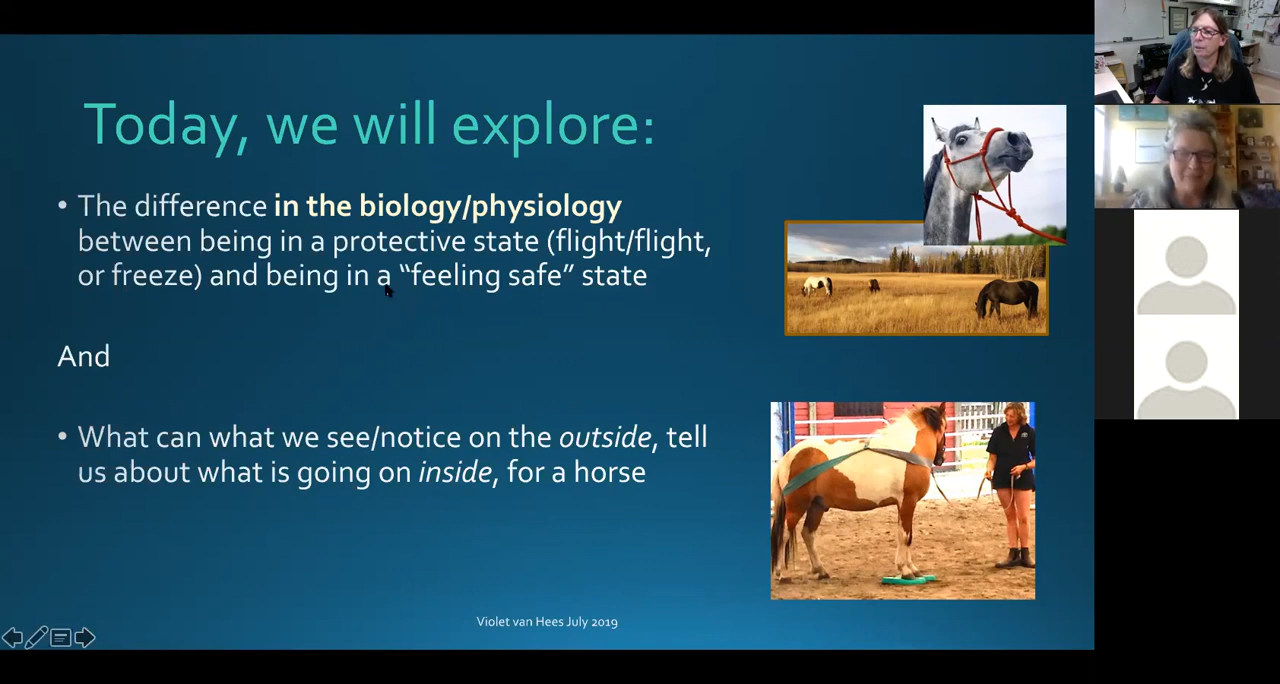 Today, we will explore:
• The difference in the biology/physiology
between being in a protective state (flight/flight,
or freeze) and being in a “feeling safe” state
And
• What can what we see/notice on the outside, tell
us about what is going on inside, for a horse
Violet van Hees July 2019